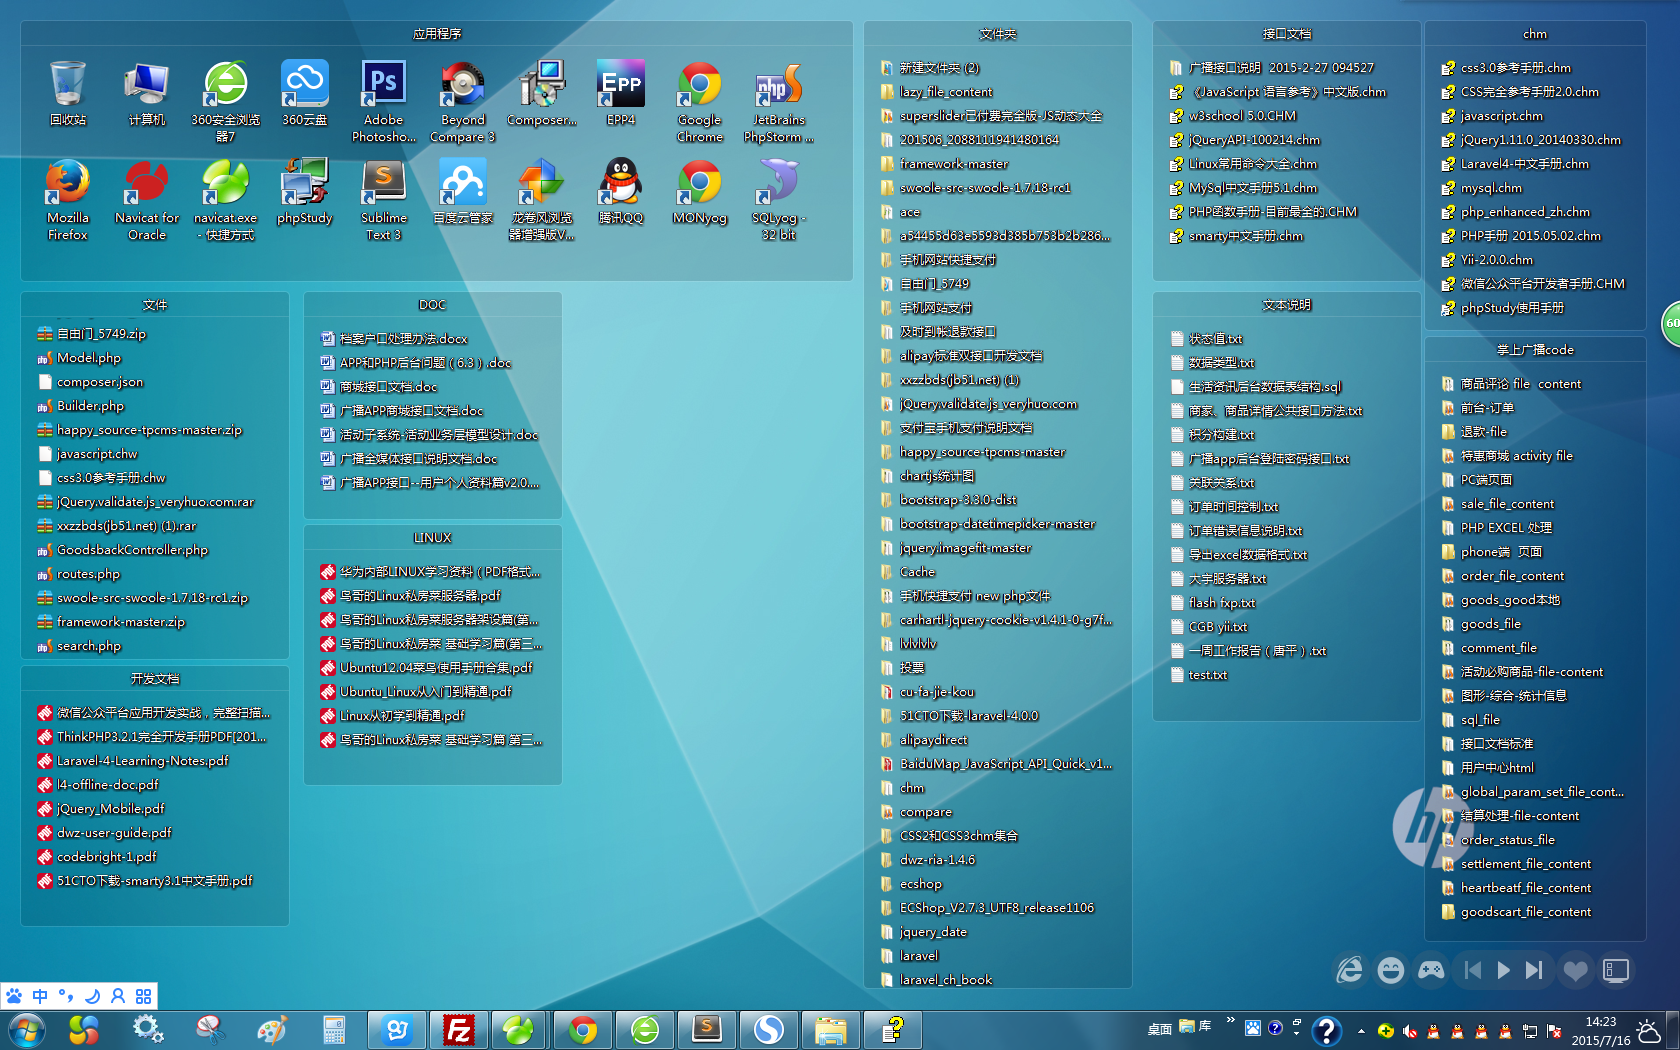 应用程序
回收站
计算机
360安全浏览
器7
360云盘
Adobe
Photosho...
Beyond
Compare 3
Composer...
EPP
EPP4
Google
Chrome
JetBrains
PhpStorm ...
Mozilla
Firefox
Navicat for
Oracle
navicat.exe
- 快捷方式
phpStudy
Sublime
Text 3
百度云管家
龙卷风浏览
器增强版V...
腾讯QQ
MONyog
SQLyog -
32 bit
文件
自由门_5749.zip
Model.php
composer.json
Builder.php
happy_source-tpcms-master.zip
javascript.chw
css3.0参考手册.chw
jQuery.validate.js_veryhuo.com.rar
xxzzbds(jb51.net) (1).rar
GoodsbackController.php
routes.php
swoole-src-swoole-1.7.18-rc1.zip
framework-master.zip
search.php
开发文档
微信公众平台应用开发实战，完整扫描...
ThinkPHP3.2.1完全开发手册PDF[201...
Laravel-4-Learning-Notes.pdf
l4-offline-doc.pdf
jQuery_Mobile.pdf
dwz-user-guide.pdf
codebright-1.pdf
51CTO下载-smarty3.1中文手册.pdf
DOC
档案户口处理办法.docx
APP和PHP后台问题（6.3）.doc
商城接口文档.doc
广播APP商城接口文档.doc
活动子系统-活动业务层模型设计.doc
广播全媒体接口说明文档.doc
广播APP接口--用户个人资料篇v2.0....
LINUX
华为内部LINUX学习资料（PDF格式...
鸟哥的Linux私房菜服务器.pdf
鸟哥的Linux私房菜服务器架设篇(第...
鸟哥的Linux私房菜 基础学习篇(第三...
Ubuntu12.04菜鸟使用手册合集.pdf
Ubuntu_Linux从入门到精通.pdf
Linux从初学到精通.pdf
鸟哥的Linux私房菜 基础学习篇 第三...
文件夹
新建文件夹 (2)
lazy_file_content
superslider已付费完全版-JS动态大全
201506_2088111941480164
framework-master
swoole-src-swoole-1.7.18-rc1
ace
a54455d63e5593d385b753b2b286...
手机网站快捷支付
自由门_5749
手机网站支付
及时到帐退款接口
alipay标准双接口开发文档
xxzzbds(jb51.net) (1)
jQuery.validate.js_veryhuo.com
支付宝手机支付说明文档
happy_source-tpcms-master
chartjs统计图
bootstrap-3.3.0-dist
bootstrap-datetimepicker-master
jquery.imagefit-master
Cache
手机快捷支付 new php文件
carhartl-jquery-cookie-v1.4.1-0-g7f...
lvlvlvlv
投票
cu-fa-jie-kou
51CTO下载-laravel-4.0.0
alipaydirect
BaiduMap_JavaScript_API_Quick_v1...
chm
compare
CSS2和CSS3chm集合
dwz-ria-1.4.6
ecshop
ECShop_V2.7.3_UTF8_release1106
jquery_date
laravel
laravel_ch_book
接口文档
广播接口说明 2015-2-27 094527
《JavaScript 语言参考》中文版.chm
w3school 5.0.CHM
jQueryAPI-100214.chm
Linux常用命令大全.chm
MySql中文手册5.1.chm
PHP函数手册-目前最全的.CHM
smarty中文手册.chm
文本说明
状态值.txt
数据类型.txt
生活资讯后台数据表结构.sql
商家、商品详情公共接口方法.txt
积分构建.txt
广播app后台登陆密码接口.txt
关联关系.txt
订单时间控制.txt
订单错误信息说明.txt
导出excel数据格式.txt
大宇服务器.txt
flash fxp.txt
CGB yii.txt
一周工作报告（唐平）.txt
test.txt
chm
css3.0参考手册.chm
CSS完全参考手册2.0.chm
javascript.chm
jQuery1.11.0_20140330.chm
Laravel4-中文手册.chm
mysql.chm
php_enhanced_zh.chm
PHP手册 2015.05.02.chm
Yii-2.0.0.chm
微信公众平台开发者手册.CHM
phpStudy使用手册
60
掌上广播code
商品评论 file content
前台-订单
退款-file
特惠商城 activity file
PC端页面
sale_file_content
PHP EXCEL 处理
phone端 页面
order_file_content
goods_good本地
goods_file
comment_file
活动必购商品-file-content
图形-综合-统计信息
sql_file
接口文档标准
用户中心html
global_param_set_file_cont...
结算处理-file-content
order_status_file
settlement_file_content
heartbeatf_file_content
goodscart_file_content
hp
中
桌面
库
14:23
2015/7/16